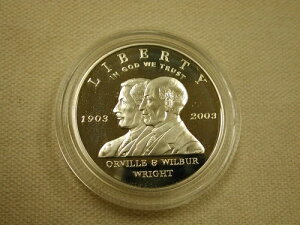 LIBERTY
IN GOD WE TRUST
1903 2003
ORVILLE & WILBUR
WRIGHT